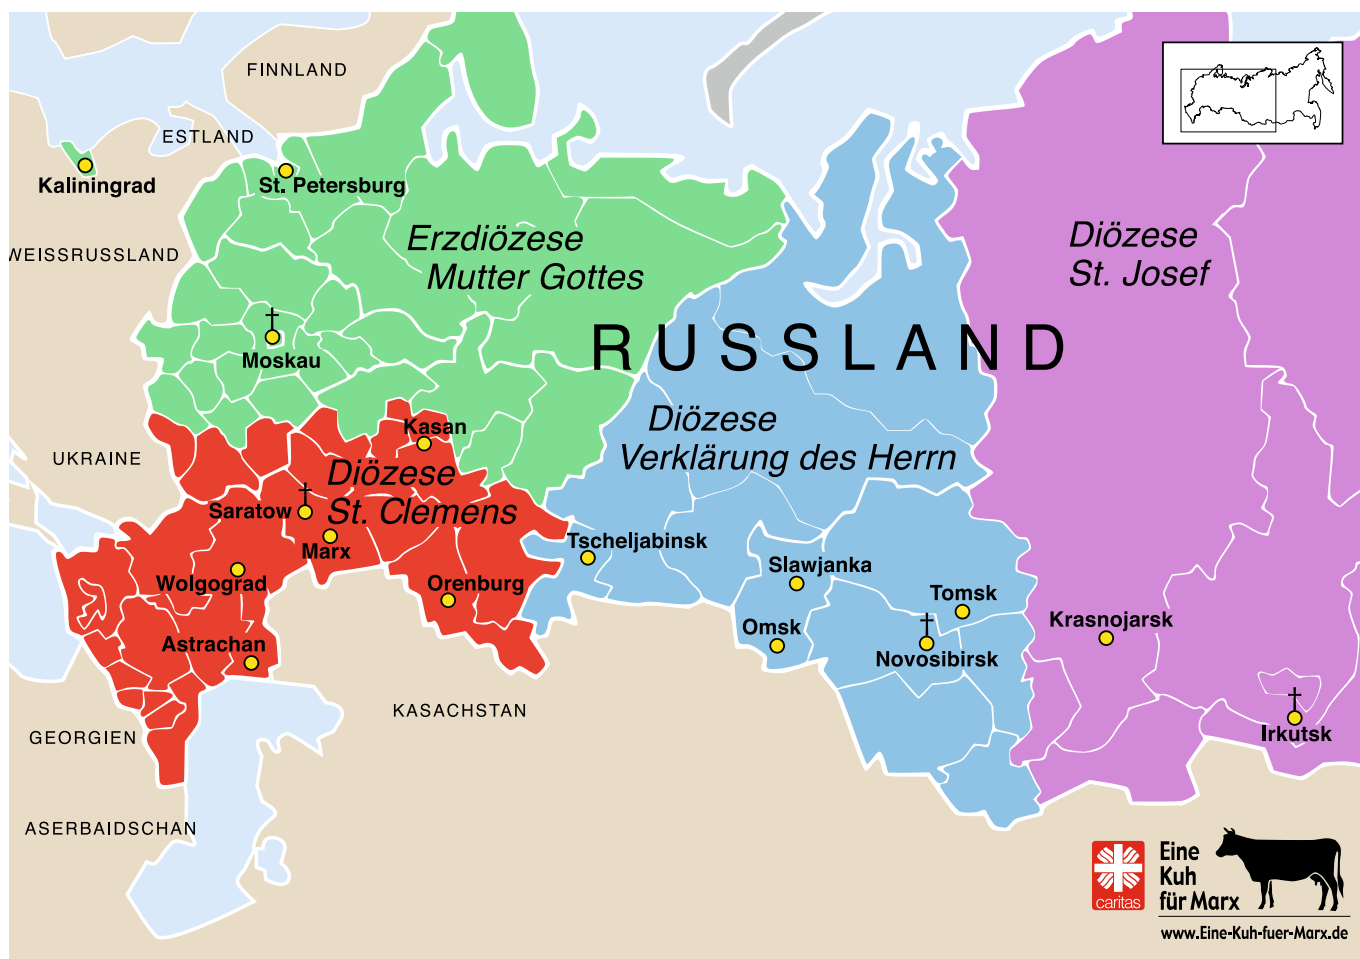 FINNLAND
ESTLAND
Kaliningrad
St. Petersburg
WEISSRUSSLAND
Erzdiözese
Mutter Gottes
Diözese
St. Josef
RUSSLAND
Moskau
Diözese
Verklärung des Herrn
Kasan
UKRAINE
Diözese
St. Clemens
Saratow
Marx
Tscheljabinsk
Slawjanka
Wolgograd
Orenburg
Tomsk
Omsk
Krasnojarsk
Astrachan
Novosibirsk
KASACHSTAN
GEORGIEN
Irkutsk
ASERBAIDSCHAN
caritas
Eine
Kuh
für Marx
www.Eine-Kuh-fuer-Marx.de